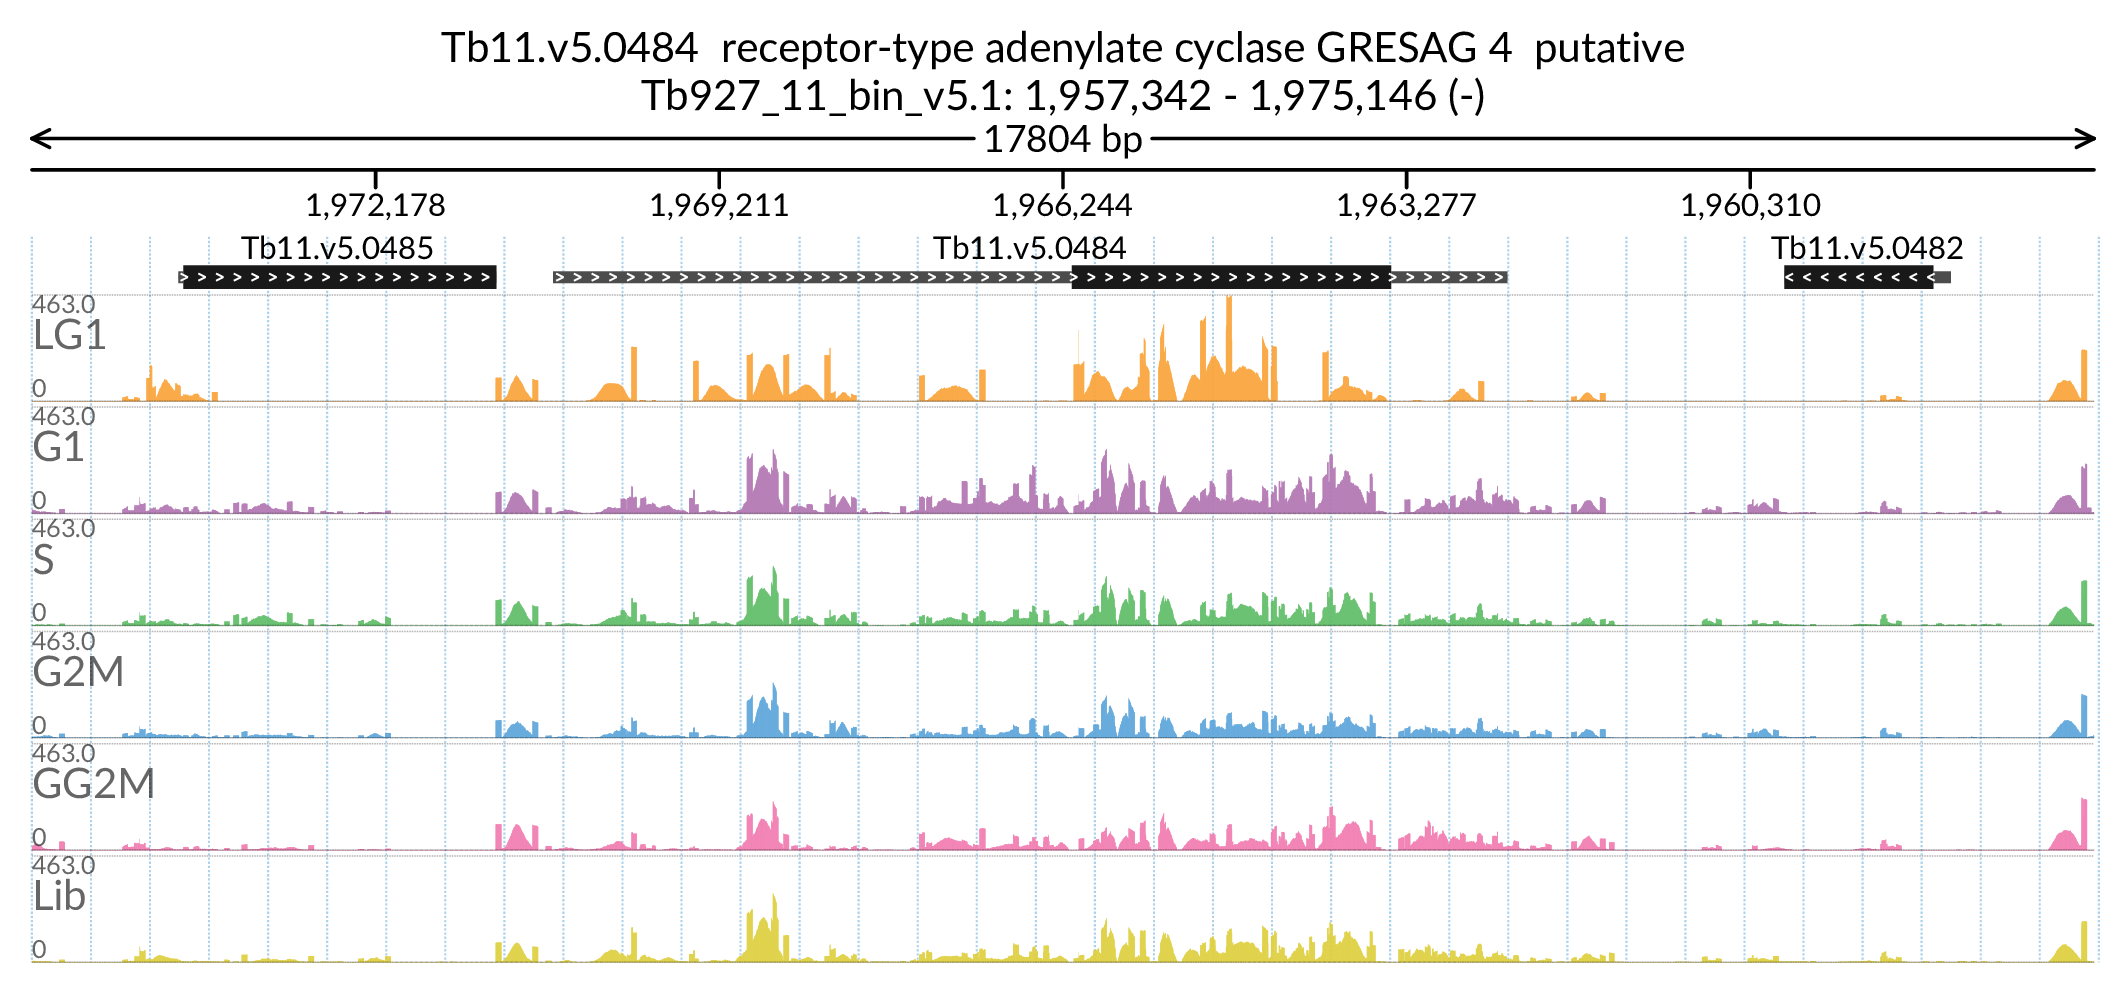 Tb11.v5.0484 receptor-type adenylate cyclase GRESAG 4 putative
Tb927_11_bin_v5.1: 1,957,342 - 1,975,146 (-)
17804 bp
1,972,178 1,969,211 1,966,244 1,963,277 1,960,310
Tb11.v5.0485 Tb11.v5.0484 Tb11.v5.0482
463.0
LG1
0
463.0
G1
0
463.0
S
0
463.0
G2M
0
463.0
GG2M
0
463.0
Lib
0